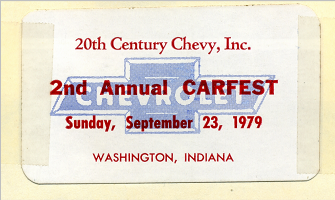 20th Century Chevy, Inc.
2nd Annual CARFEST
CHEVROLET
Sunday, September 23, 1979
WASHINGTON, INDIANA